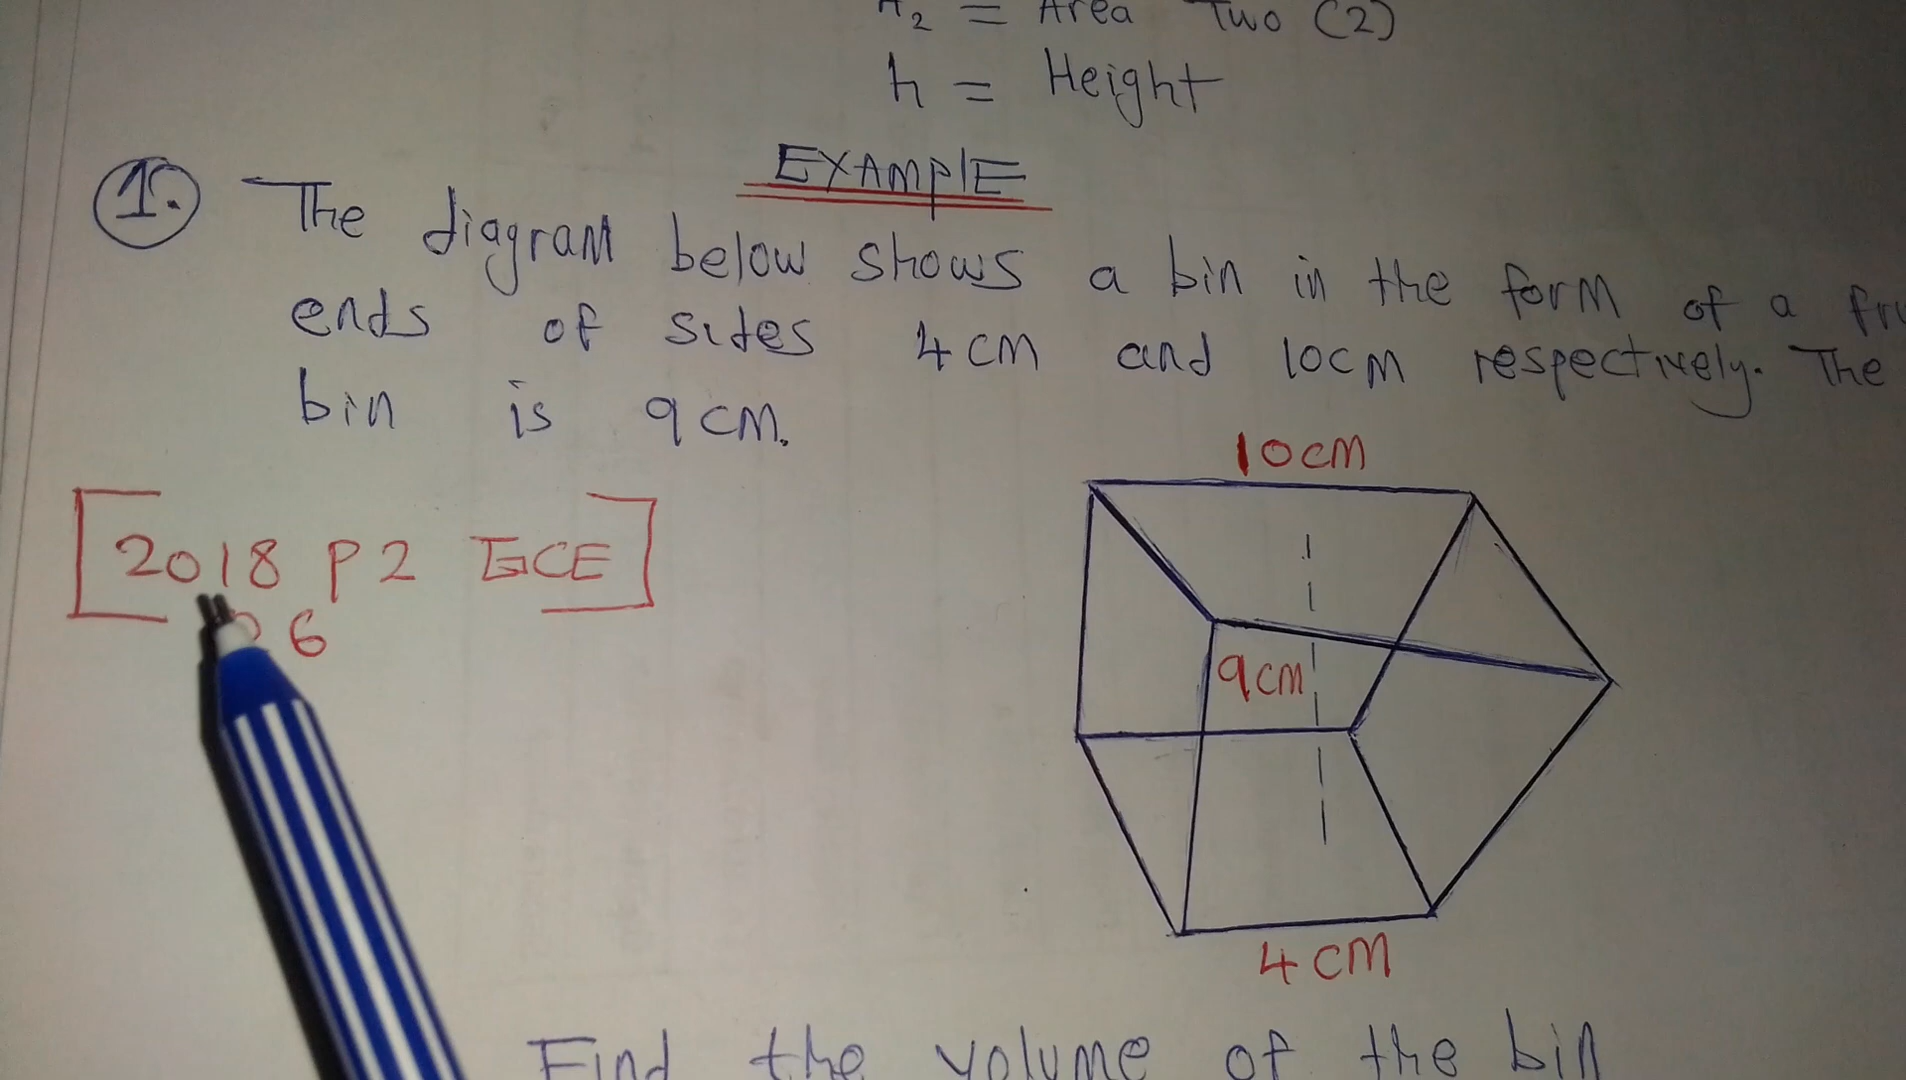 = Area Two (2)
h = Height
EXAMPLE
1. The diagram below shows a bin in the form of a
ends of sides 4cm and 10cm respectively. The
bin is 9cm.
10cm
[2018 P2 GCE]
6
9cm
4cm
Find the volume of the bin